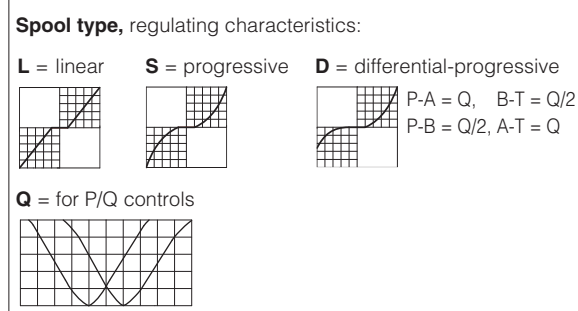 Spool type, regulating characteristics:
L = linear S = progressive D = differential-progressive
P-A = Q, B-T = Q/2
P-B = Q/2, A-T = Q
Q = for P/Q controls